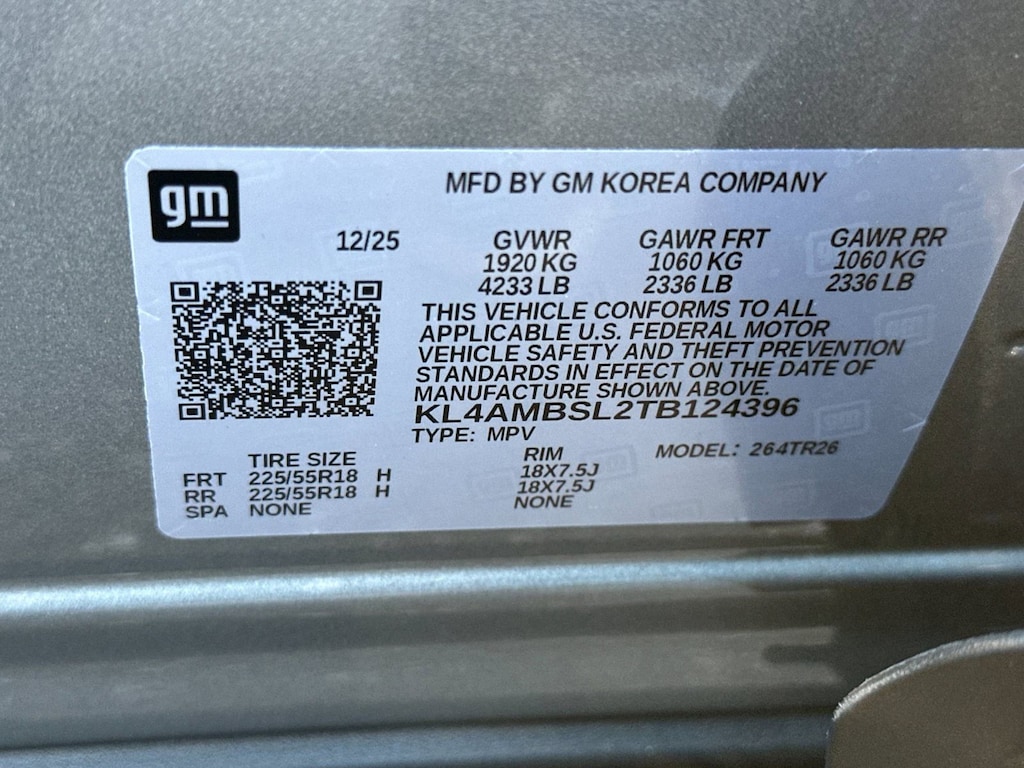 gm
MFD BY GM KOREA COMPANY
12/25
GVWR GAWR FRT GAWR RR
1920 KG 1060 KG 1060 KG
4233 LB 2336 LB 2336 LB
THIS VEHICLE CONFORMS TO ALL
APPLICABLE U.S. FEDERAL MOTOR
VEHICLE SAFETY AND THEFT PREVENTION
STANDARDS IN EFFECT ON THE DATE OF
MANUFACTURE SHOWN ABOVE.
KL4AMBSL2TB124396
TYPE: MPV
TIRE SIZE RIM MODEL: 264TR26
FRT 225/55R18 H 18X7.5J
RR 225/55R18 H 18X7.5J
SPA NONE NONE